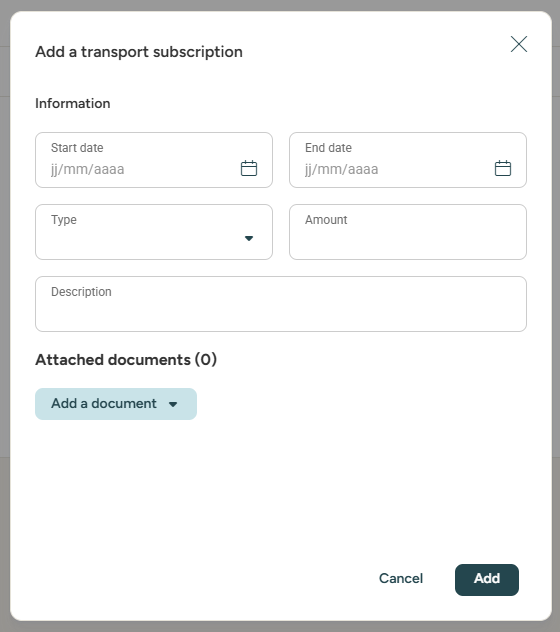 Add a transport subscription
Information
Start date
jj/mm/aaaa
End date
jj/mm/aaaa
Type
Amount
Description
Attached documents (0)
Add a document
Cancel
Add